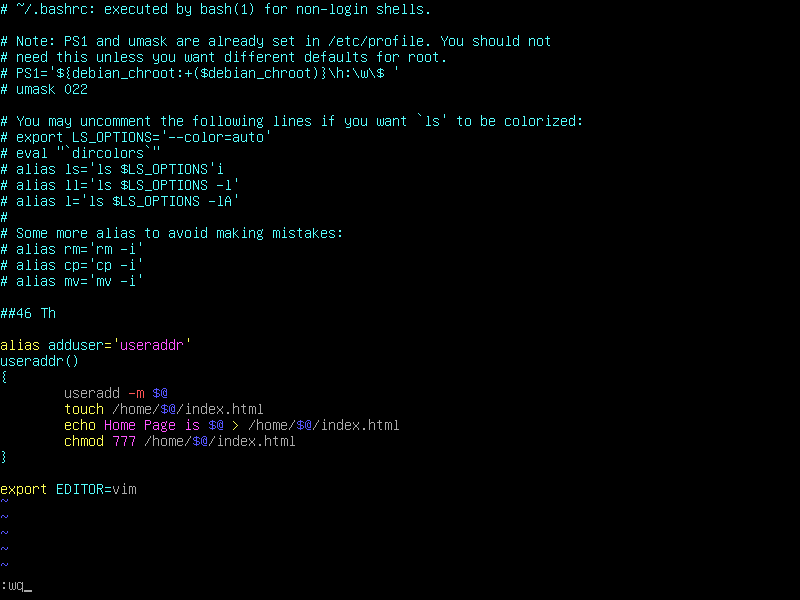 # ~/.bashrc: executed by bash(1) for non-login shells.

# Note: PS1 and umask are already set in /etc/profile. You should not
# need this unless you want different defaults for root.
# PS1='${debian_chroot:+($debian_chroot)}\h:\w\$ '
# umask 022

# You may uncomment the following lines if you want `ls' to be colorized:
# export LS_OPTIONS='--color=auto'
# eval "`dircolors`"
# alias ls='ls $LS_OPTIONS'i
# alias ll='ls $LS_OPTIONS -l'
# alias l='ls $LS_OPTIONS -lA'
#
# Some more alias to avoid making mistakes:
# alias rm='rm -i'
# alias cp='cp -i'
# alias mv='mv -i'

##46 Th

alias adduser='useraddr'
useraddr()
{
        useradd -m $@
        touch /home/$@/index.html
        echo Home Page is $@ > /home/$@/index.html
        chmod 777 /home/$@/index.html
}

export EDITOR=vim
~
~
~
~
~
:wq_